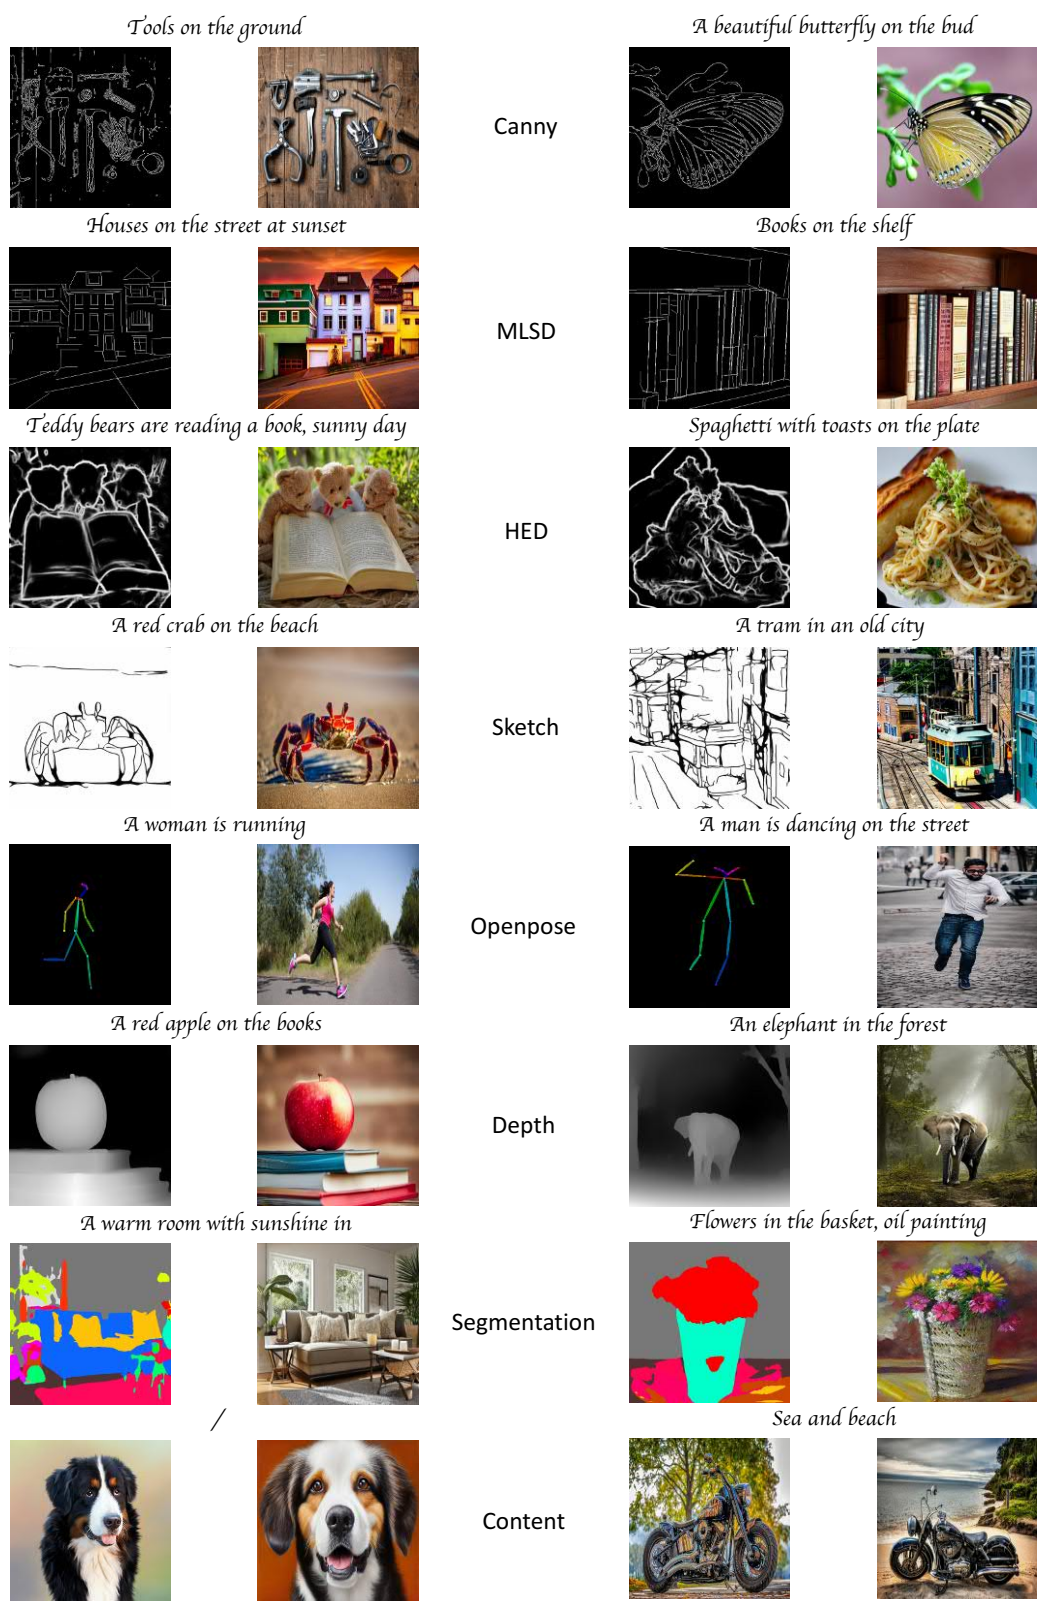 Tools on the ground
A beautiful butterfly on the bud
Canny
Houses on the street at sunset
Books on the shelf
MLSD
Teddy bears are reading a book, sunny day
Spaghetti with toasts on the plate
HED
A red crab on the beach
A tram in an old city
Sketch
A woman is running
A man is dancing on the street
Openpose
A red apple on the books
An elephant in the forest
Depth
A warm room with sunshine in
Flowers in the basket, oil painting
Segmentation
/
Sea and beach
Content